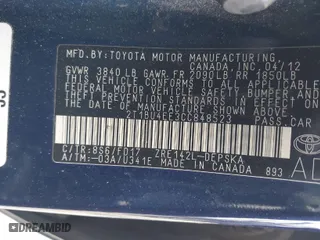 MFD.BY:TOYOTA MOTOR MANUFACTURING,
CANADA, INC. 04/12
GVWR 3840 LB GAWR FR 2090LB RR 1850LB
THIS VEHICLE CONFORMS TO ALL APPLICABLE
FEDERAL MOTOR VEHICLE SAFETY, BUMPER, AND
THEFT PREVENTION STANDARDS IN EFFECT ON
THE DATE OF MANUFACTURE SHOWN ABOVE.
2T1BU4EE3CC848523 PASS.CAR
C/TR:8S6/FD17 ZRE142L-DEPSKA
A/TM:-03A/U341E MADE IN CANADA 893
TOYOTA